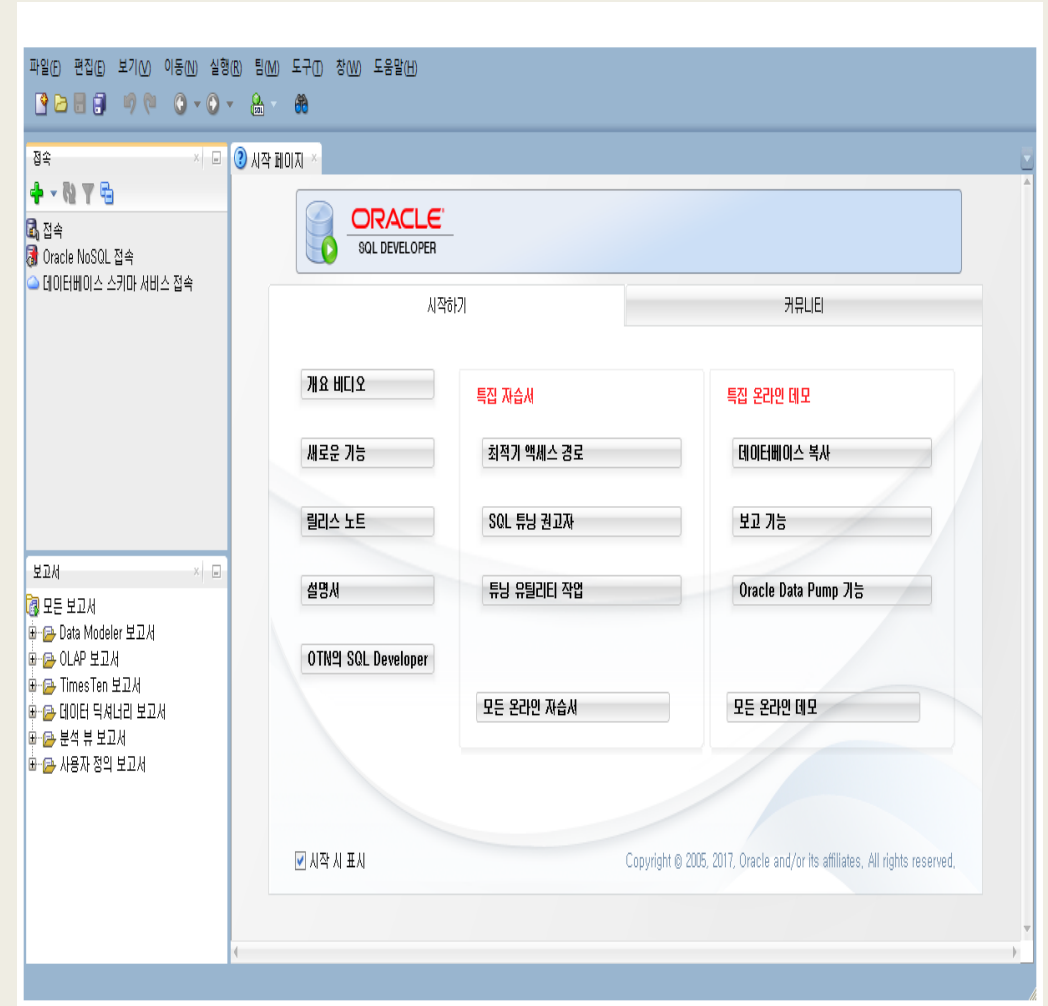 파일(F) 편집(E) 보기(V) 이동(N) 실행(R) 팀(M) 도구(T) 창(W) 도움말(H)
SQL
접속
시작 페이지
접속
Oracle NoSQL 접속
데이터베이스 스키마 서비스 접속
ORACLE
SQL DEVELOPER
시작하기
커뮤니티
개요 비디오
새로운 기능
릴리스 노트
설명서
OTN의 SQL Developer
특집 자습서
최적기 액세스 경로
SQL 튜닝 권고자
튜닝 유틸리티 작업
모든 온라인 자습서
특집 온라인 데모
데이터베이스 복사
보고 기능
Oracle Data Pump 기능
모든 온라인 데모
보고서
모든 보고서
Data Modeler 보고서
OLAP 보고서
TimesTen 보고서
데이터 딕셔너리 보고서
분석 뷰 보고서
사용자 정의 보고서
시작 시 표시
Copyright © 2005, 2017, Oracle and/or its affiliates. All rights reserved.